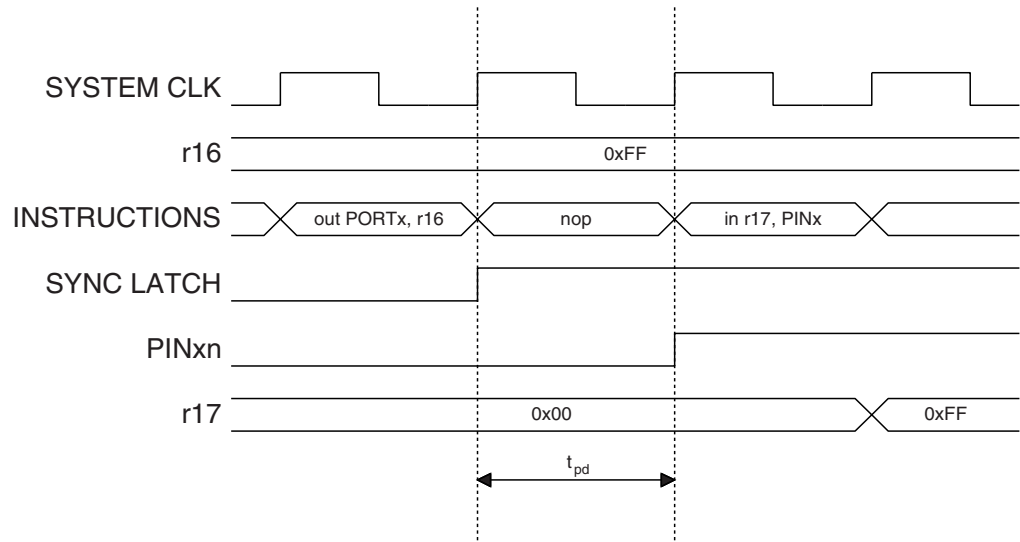 SYSTEM CLK
r16 0xFF
INSTRUCTIONS out PORTx, r16 nop in r17, PINx
SYNC LATCH
PINxn
r17 0x00 0xFF
tpd